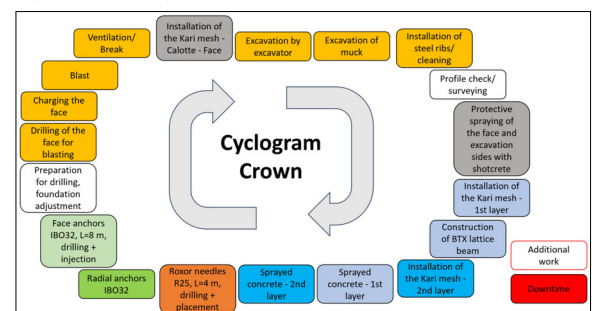 Ventilation/
Break
Installation of
the Kari mesh -
Calotte - Face
Excavation by
excavator
Excavation of
muck
Installation of
steel ribs/
cleaning
Profile check/
surveying
Protective
spraying of
the face and
excavation
sides with
shotcrete
Installation of
the Kari mesh -
1st layer
Construction
of BTX lattice
beam
Installation of
the Kari mesh -
2nd layer
Sprayed
concrete - 1st
layer
Sprayed
concrete - 2nd
layer
Roxor needles
R25, L=4 m,
drilling +
placement
Radial anchors
IBO32
Face anchors
IBO32, L=8 m,
drilling +
injection
Preparation
for drilling,
foundation
adjustment
Drilling of the
face for
blasting
Charging the
face
Blast
Cyclogram
Crown
Additional
work
Downtime